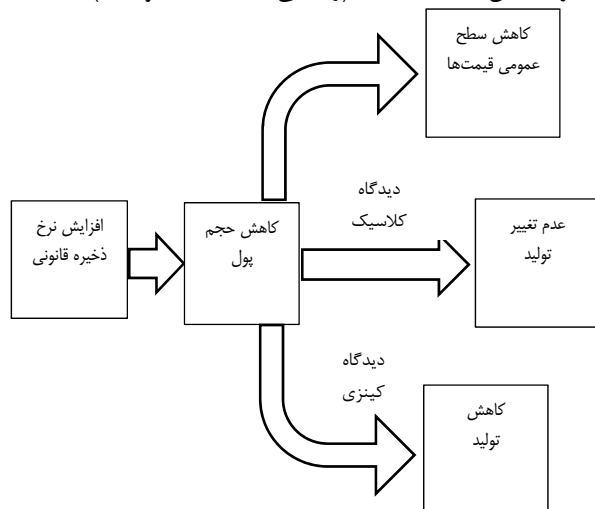 کاهش سطح
عمومی قیمت‌ها
دیدگاه
کلاسیک
افزایش نرخ
ذخیره قانونی
کاهش حجم
پول
عدم تغییر
تولید
دیدگاه
کینزی
کاهش
تولید